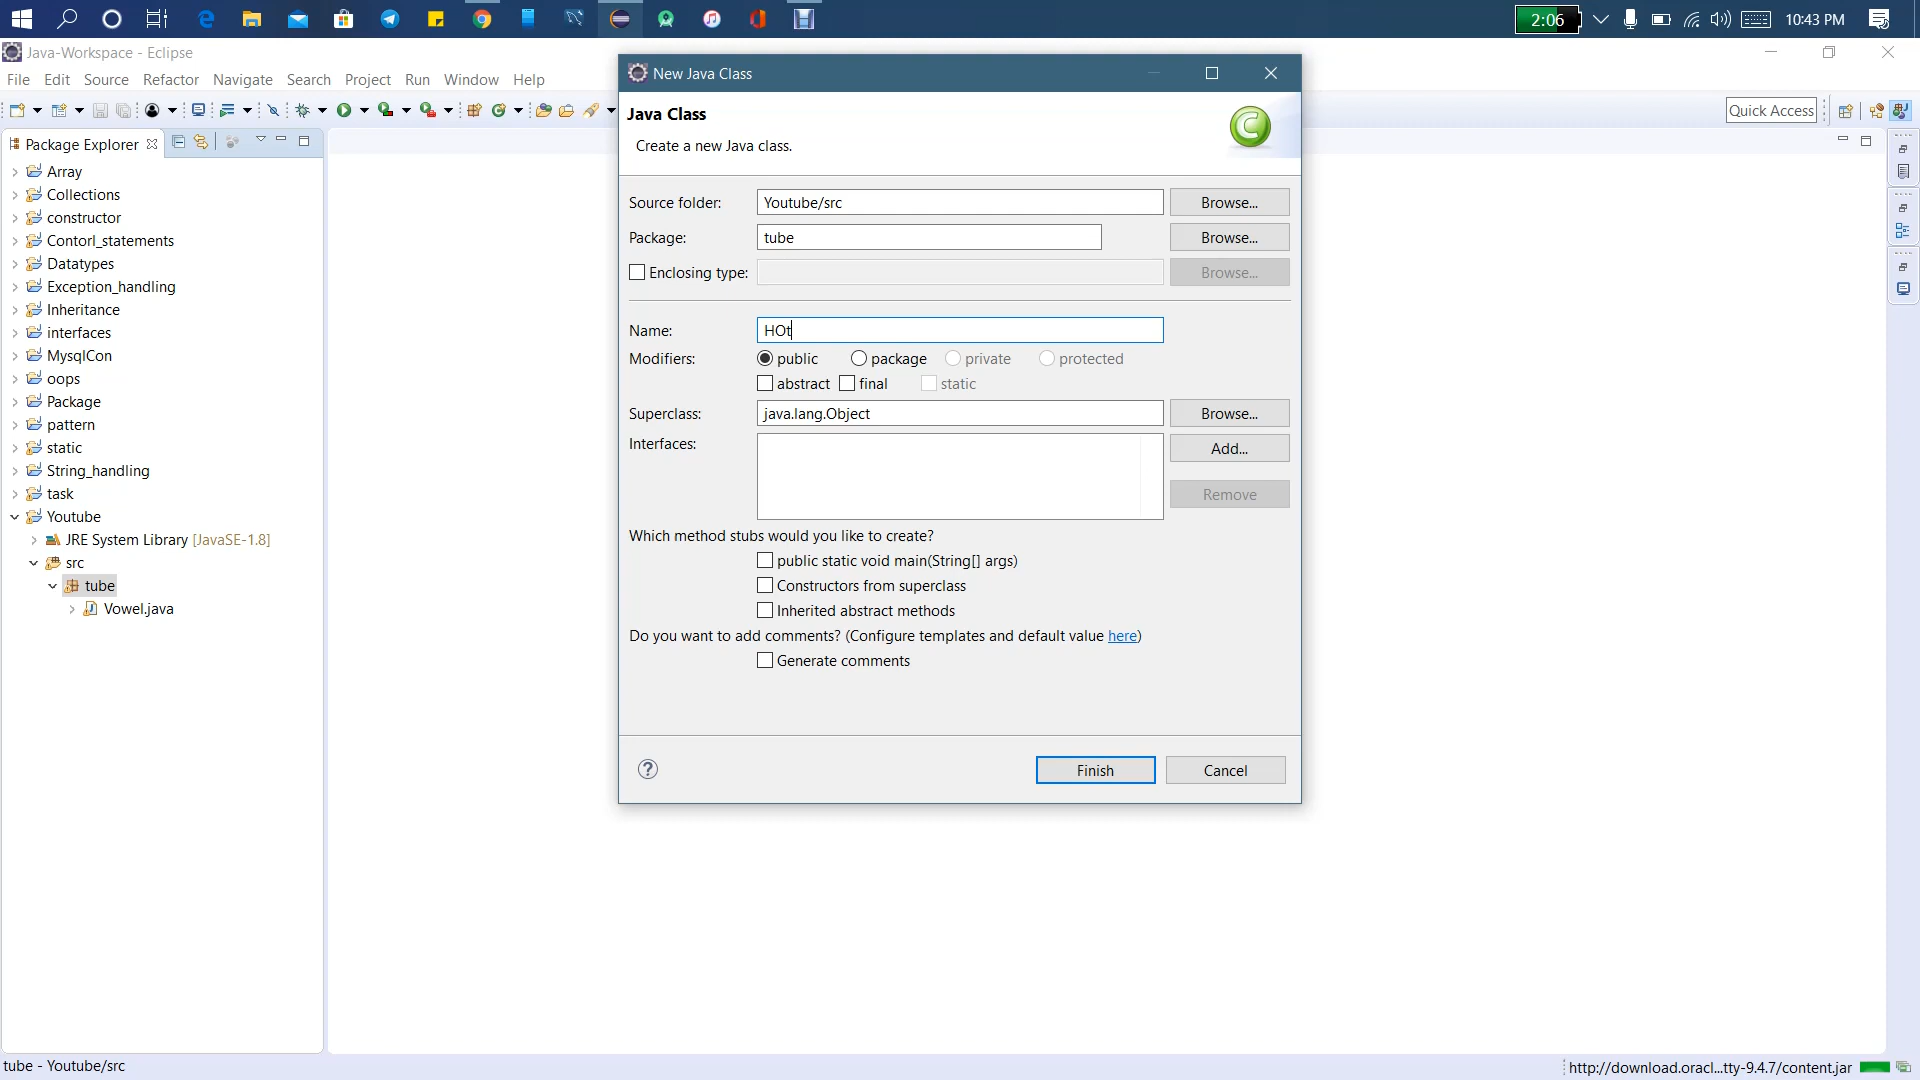 2:06
10:43 PM
Java-Workspace - Eclipse
File Edit Source Refactor Navigate Search Project Run Window Help
Quick Access
Package Explorer
Array
Collections
constructor
Contorl_statements
Datatypes
Exception_handling
Inheritance
interfaces
MysqlCon
oops
Package
pattern
static
String_handling
task
Youtube
JRE System Library [JavaSE-1.8]
src
tube
Vowel.java
New Java Class
Java Class
Create a new Java class.
Source folder: Youtube/src Browse...
Package: tube Browse...
Enclosing type: Browse...
Name: HOt
Modifiers: public package private protected
abstract final static
Superclass: java.lang.Object Browse...
Interfaces: Add...
Remove
Which method stubs would you like to create?
public static void main(String[] args)
Constructors from superclass
Inherited abstract methods
Do you want to add comments? (Configure templates and default value here)
Generate comments
Finish Cancel
tube - Youtube/src
http://download.oracl...tty-9.4.7/content.jar